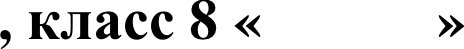 , класс 8 « »